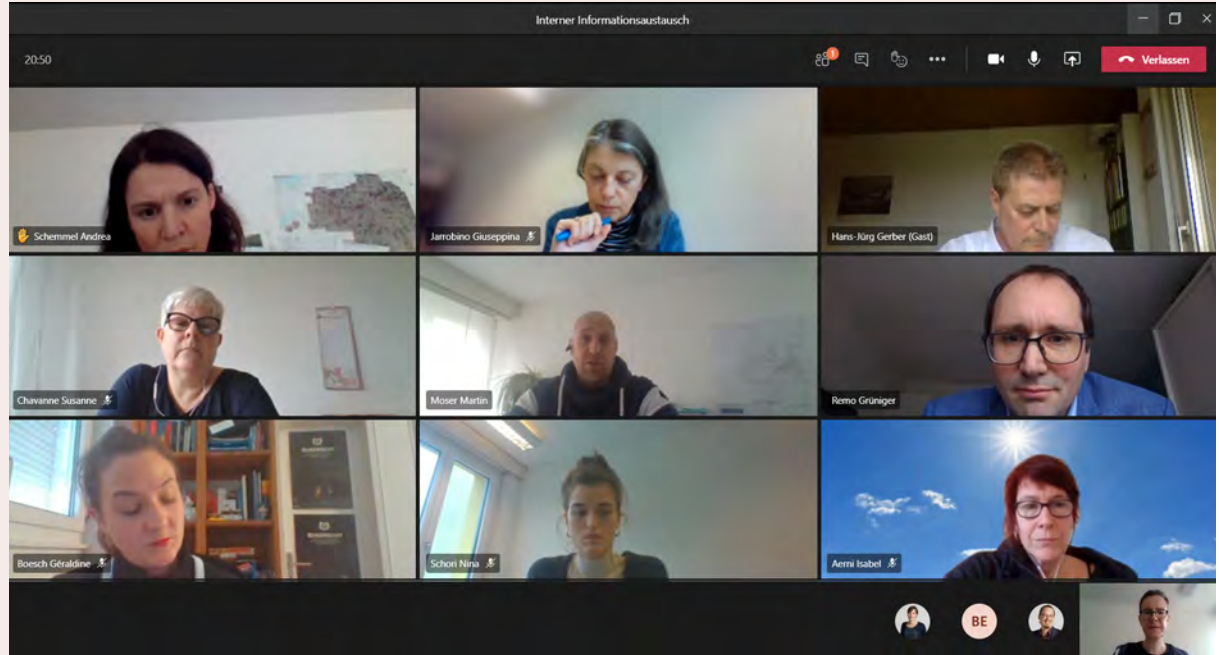 Interner Informationsaustausch
20:50
1
Verlassen
Schemmel Andrea
Jarrobino Giuseppina
Hans-Jürg Gerber (Gast)
Chavanne Susanne
Moser Martin
Remo Grüniger
Boesch Géraldine
Schori Nina
Aerni Isabel
BE